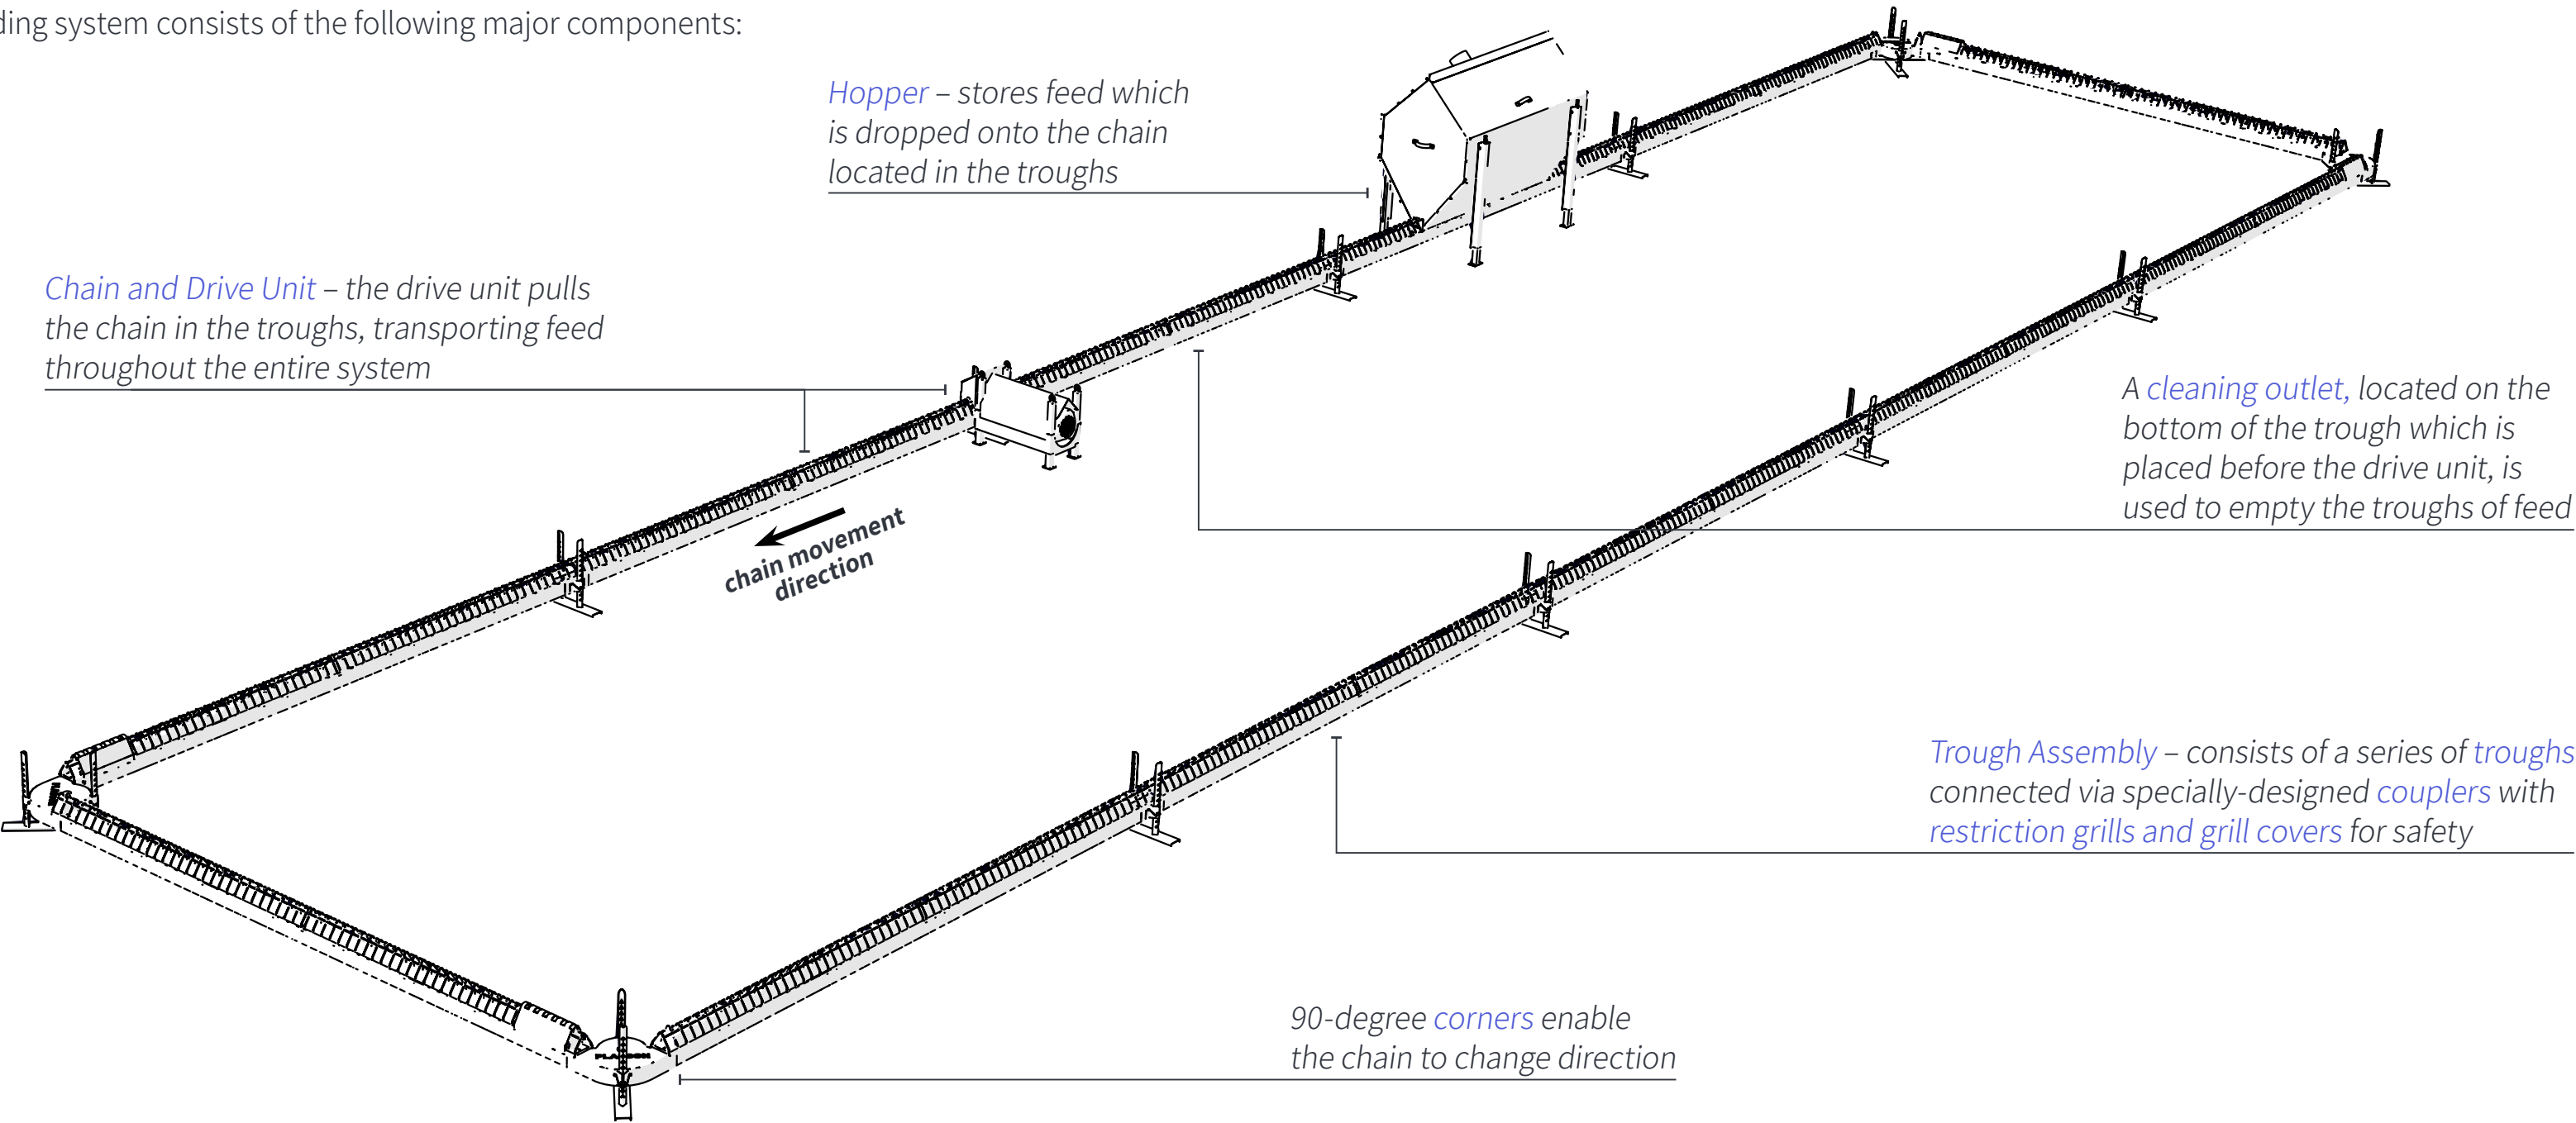 ding system consists of the following major components:
Hopper – stores feed which
is dropped onto the chain
located in the troughs
Chain and Drive Unit – the drive unit pulls
the chain in the troughs, transporting feed
throughout the entire system
chain movement
direction
A cleaning outlet, located on the
bottom of the trough which is
placed before the drive unit, is
used to empty the troughs of feed
Trough Assembly – consists of a series of troughs
connected via specially-designed couplers with
restriction grills and grill covers for safety
90-degree corners enable
the chain to change direction